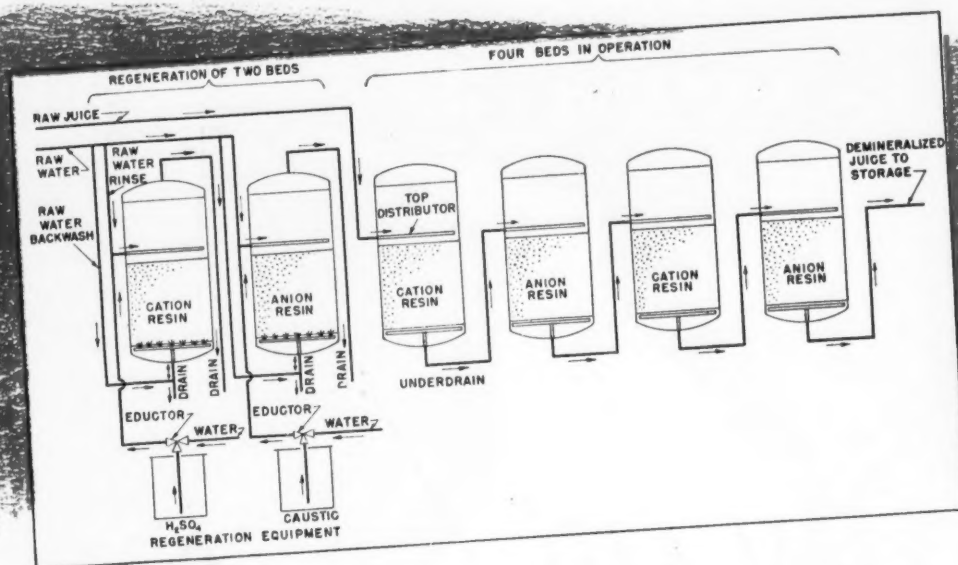 REGENERATION OF TWO BEDS
FOUR BEDS IN OPERATION
RAW JUICE
RAW
WATER
RAW
WATER
RINSE
RAW
WATER
BACKWASH
TOP
DISTRIBUTOR
DEMINERALIZED
JUICE TO
STORAGE
CATION
RESIN
ANION
RESIN
CATION
RESIN
ANION
RESIN
CATION
RESIN
ANION
RESIN
DRAIN
DRAIN
DRAIN
DRAIN
UNDERDRAIN
EDUCTOR
WATER
EDUCTOR
WATER
H₂SO₄
CAUSTIC
REGENERATION EQUIPMENT